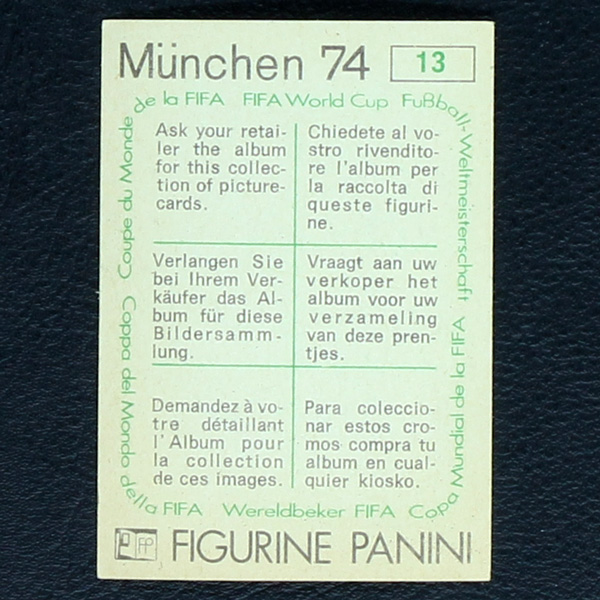 München 74 13
de la FIFA FIFA World Cup Fußball-Weltmeisterschaft
Ask your retai-
ler the album
for this collec-
tion of picture-
cards.
Chiedete al vo-
stro rivendito-
re l'album per
la raccolta di
queste figuri-
ne.
Verlangen Sie
bei Ihrem Ver-
käufer das Al-
bum für diese
Bildersamm-
lung.
Vraagt aan uw
verkoper het
album voor uw
verzameling
van deze pren-
tjes.
Demandez à vo-
tre détaillant
l'Album pour
la collection
de ces images.
Para coleccio-
nar estos cro-
mos compra tu
album en cual-
quier kiosko.
Coupe du Monde
Coppa del Mondo della FIFA Wereldbeker FIFA Copa Mundial de la FIFA
FP FIGURINE PANINI